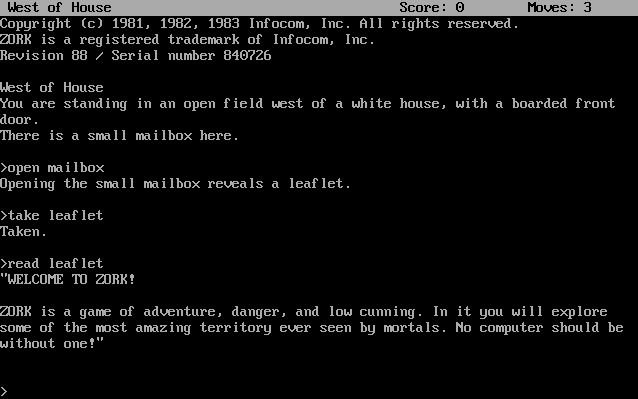 West of House Score: 0 Moves: 3
Copyright (c) 1981, 1982, 1983 Infocom, Inc. All rights reserved.
ZORK is a registered trademark of Infocom, Inc.
Revision 88 / Serial number 840726
West of House
You are standing in an open field west of a white house, with a boarded front
door.
There is a small mailbox here.
>open mailbox
Opening the small mailbox reveals a leaflet.
>take leaflet
Taken.
>read leaflet
"WELCOME TO ZORK!
ZORK is a game of adventure, danger, and low cunning. In it you will explore
some of the most amazing territory ever seen by mortals. No computer should be
without one!"
>